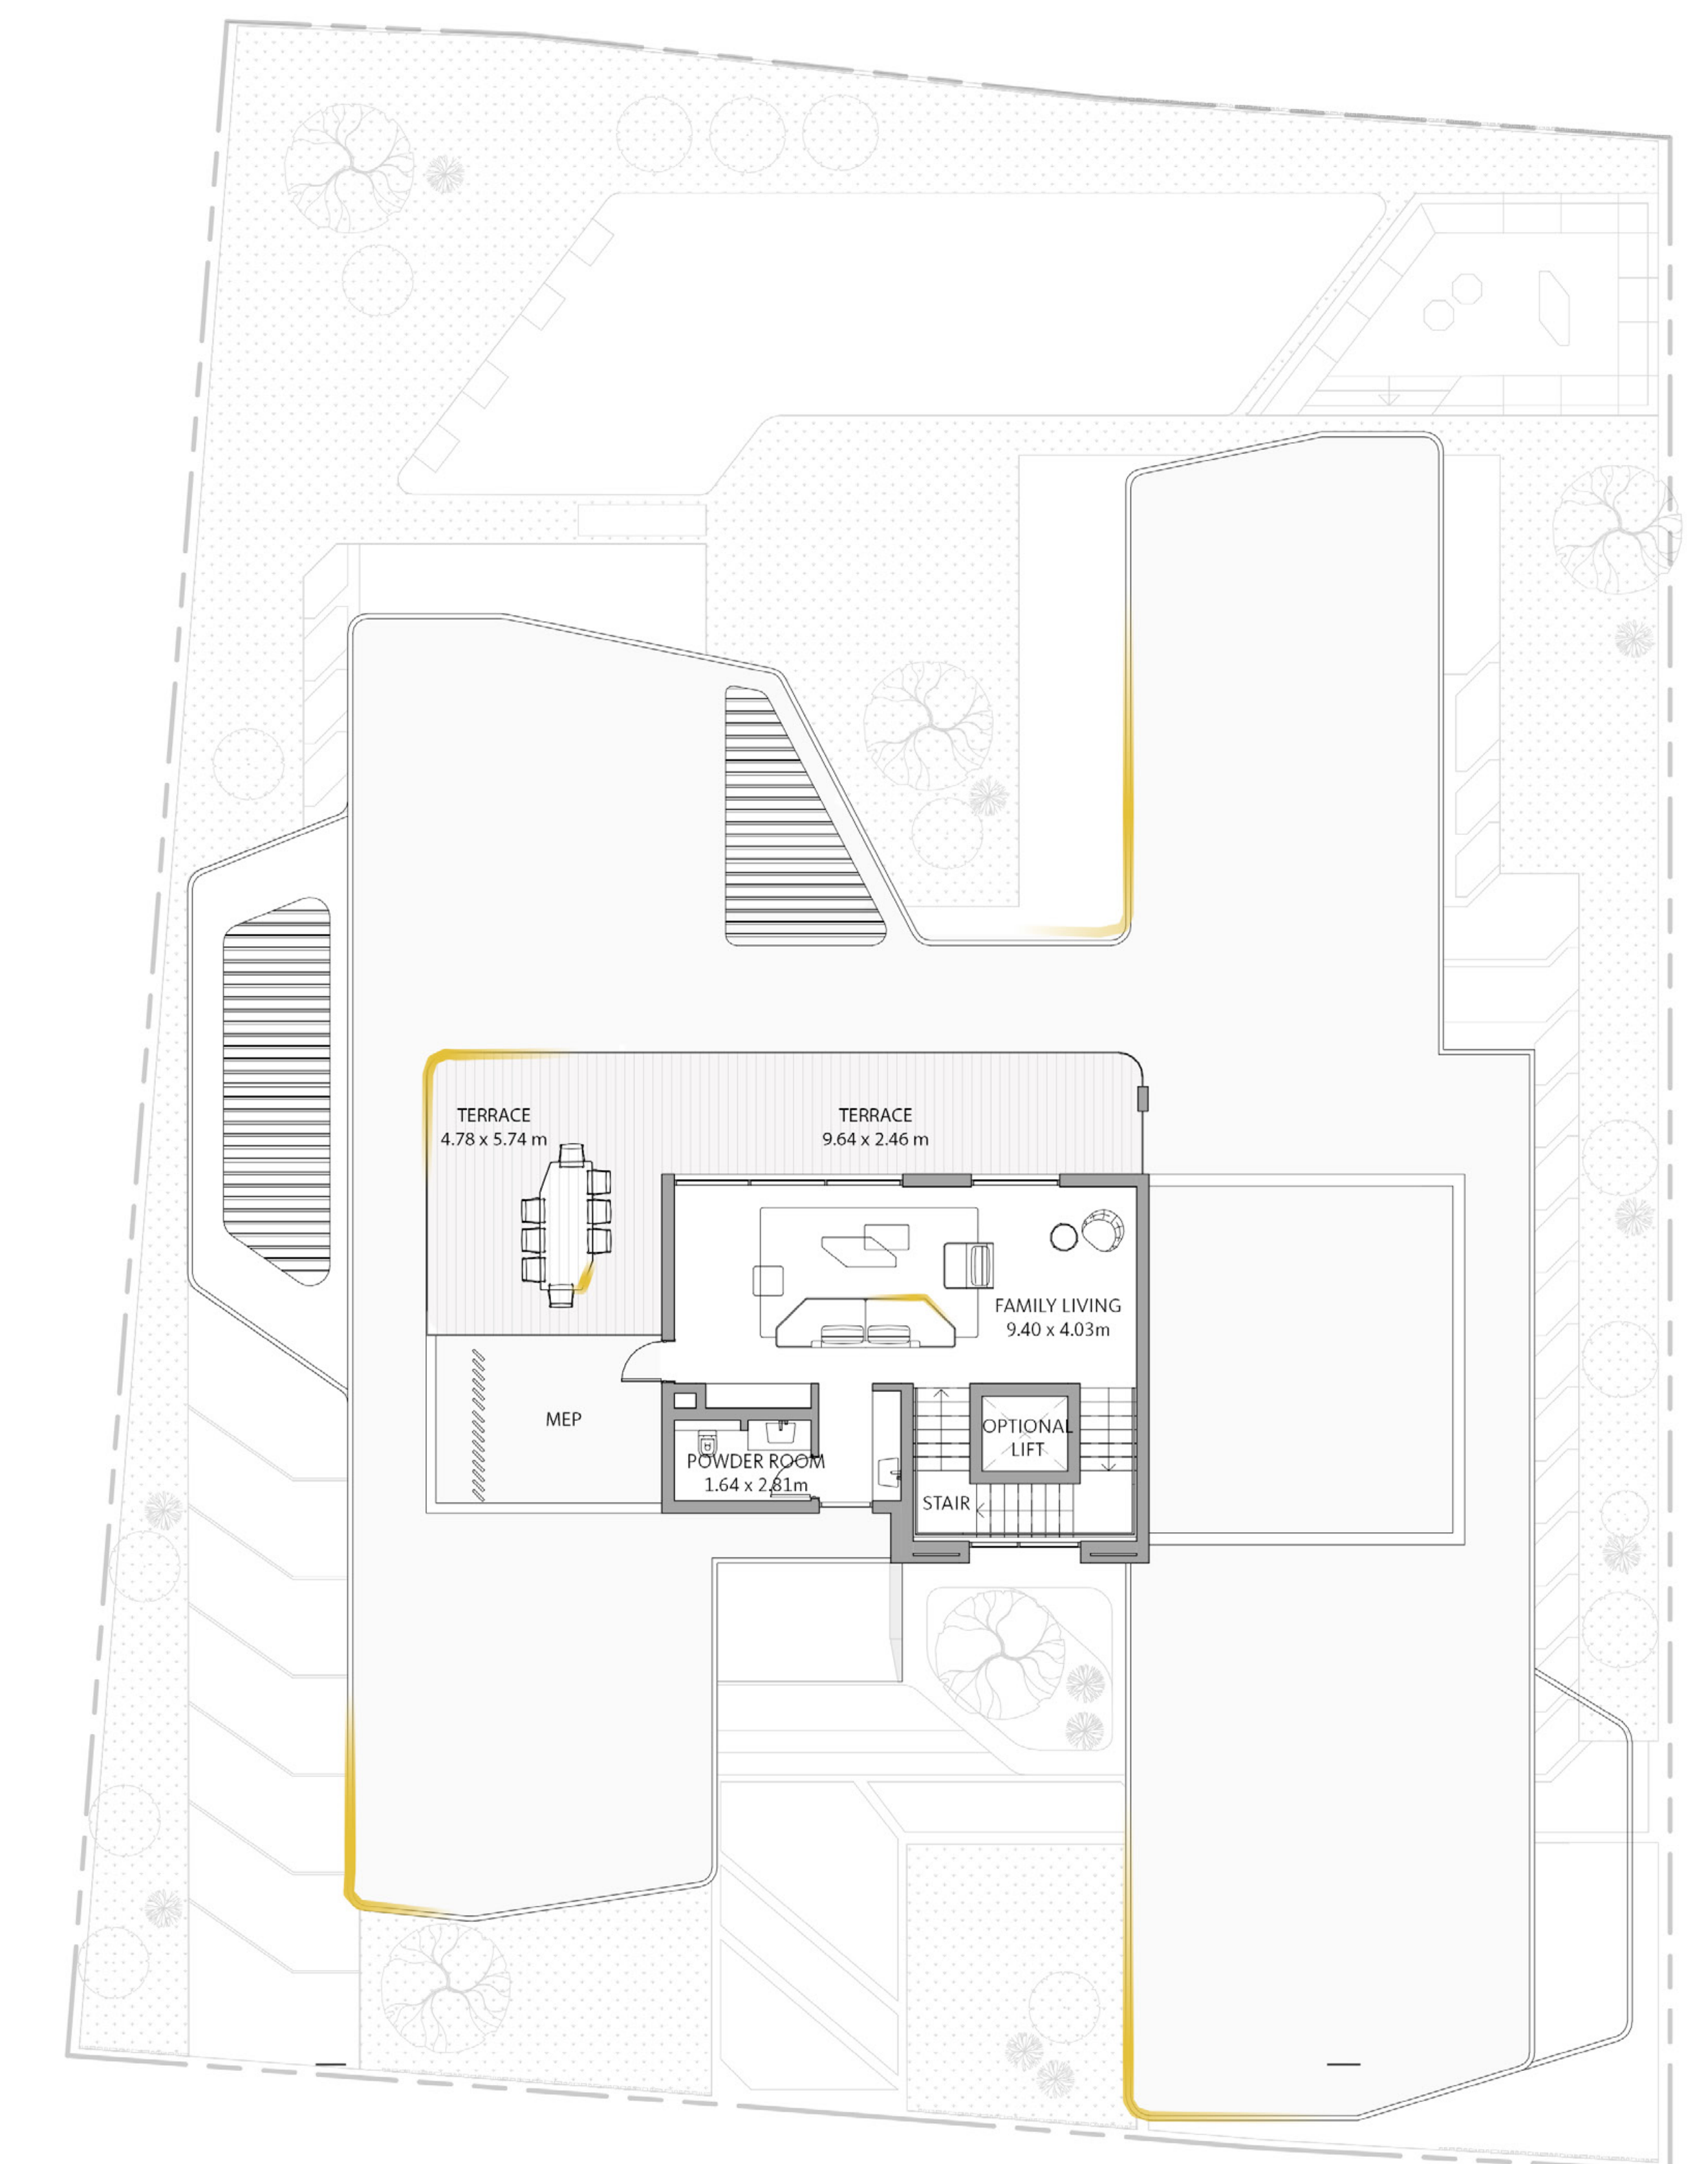 TERRACE
4.78 x 5.74 m
TERRACE
9.64 x 2.46 m
FAMILY LIVING
9.40 x 4.03m
MEP
OPTIONAL
LIFT
POWDER ROOM
1.64 x 2.81m
STAIR